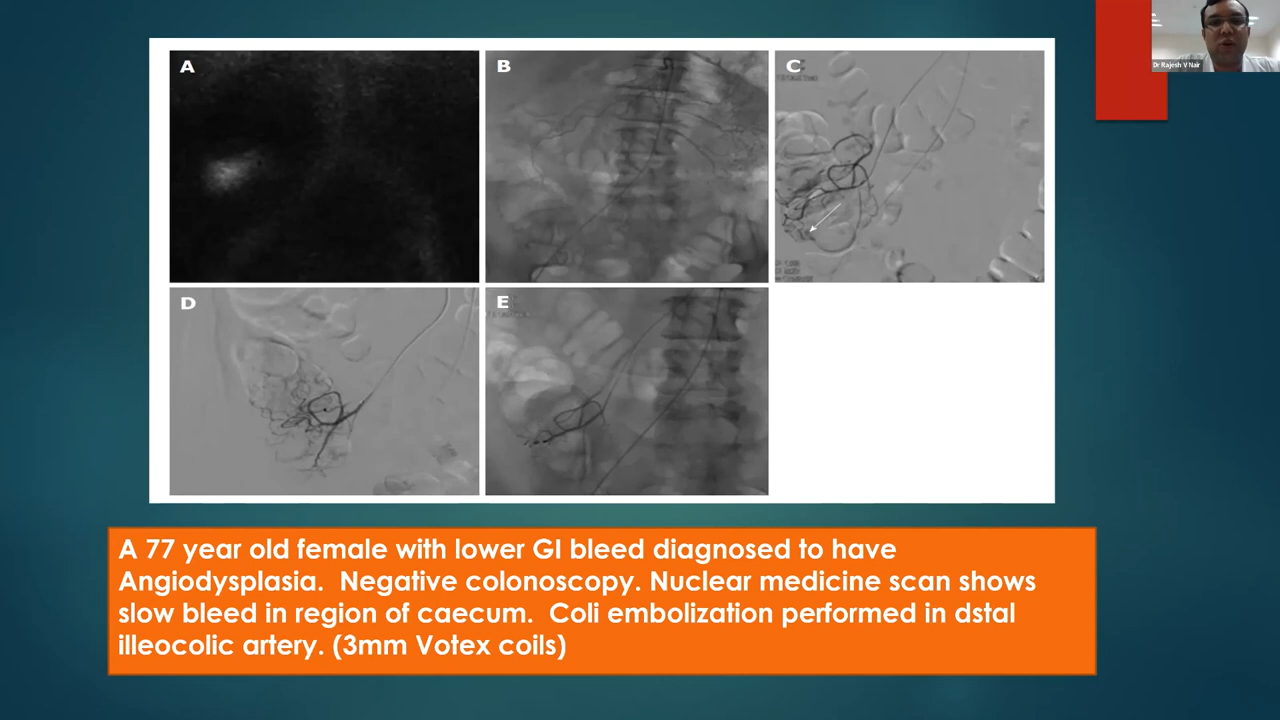 A
B
C
Dr Rajesh V Nair
D
E
A 77 year old female with lower GI bleed diagnosed to have
Angiodysplasia. Negative colonoscopy. Nuclear medicine scan shows
slow bleed in region of caecum. Coli embolization performed in dstal
illeocolic artery. (3mm Votex coils)